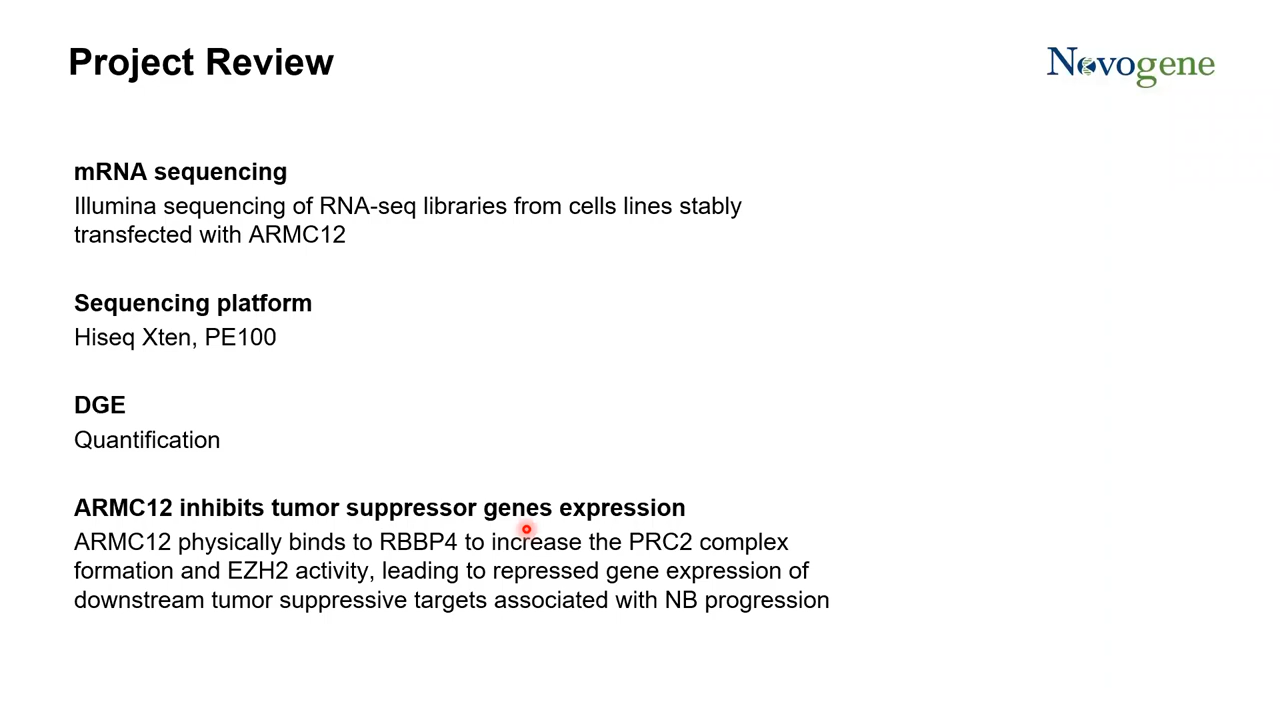 Project Review
Novogene
mRNA sequencing
Illumina sequencing of RNA-seq libraries from cells lines stably
transfected with ARMC12
Sequencing platform
Hiseq Xten, PE100
DGE
Quantification
ARMC12 inhibits tumor suppressor genes expression
ARMC12 physically binds to RBBP4 to increase the PRC2 complex
formation and EZH2 activity, leading to repressed gene expression of
downstream tumor suppressive targets associated with NB progression